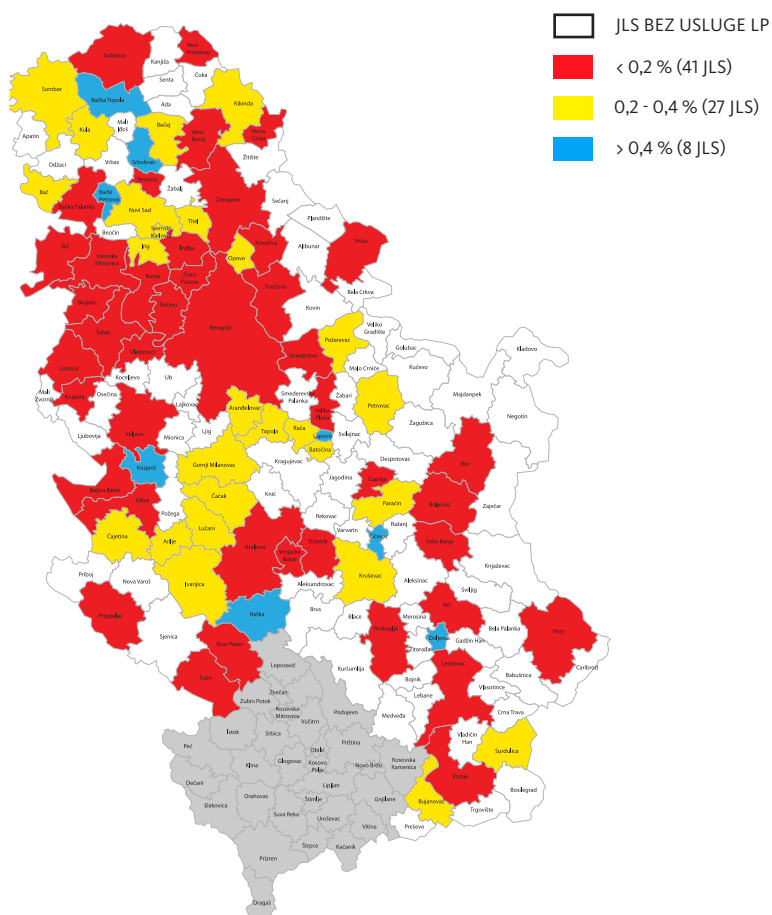 JLS BEZ USLUGE LP
< 0,2 % (41 JLS)
0,2 - 0,4 % (27 JLS)
> 0,4 % (8 JLS)
Subotica
Kanjiža
Novi
Kneževac
Senta
Čoka
Sombor
Bačka Topola
Ada
Kikinda
Mali
Iđoš
Apatin
Kula
Bečej
Novi
Bečej
Nova
Crnja
Odžaci
Vrbas
Srbobran
Žitište
Bač
Bačka Palanka
Bački
Petrovac
Temerin
Žabalj
Zrenjanin
Sečanj
Novi Sad
Titel
Plandište
Beočin
Sremski
Karlovci
Šid
Sremska
Mitrovica
Irig
Inđija
Opovo
Kovačica
Alibunar
Vršac
Ruma
Stara
Pazova
Pančevo
Bela Crkva
Bogatić
Pećinci
Kovin
Šabac
Beograd
Veliko
Gradište
Požarevac
Golubac
Kladovo
Loznica
Vladimirci
Smederevo
Malo Crniće
Kučevo
Koceljevo
Ub
Majdanpek
Mali
Zvornik
Krupanj
Osečina
Lajkovac
Smederevska
Palanka
Žabari
Petrovac
Negotin
Aranđelovac
Velika
Plana
Ljubovija
Valjevo
Mionica
Ljig
Topola
Rača
Lapovo
Svilajnac
Žagubica
Batočina
Kosjerić
Gornji Milanovac
Kragujevac
Despotovac
Bor
Bajina Bašta
Užice
Čačak
Knić
Jagodina
Ćuprija
Boljevac
Zaječar
Požega
Rekovac
Paraćin
Čajetina
Arilje
Lučani
Kraljevo
Vrnjačka
Banja
Trstenik
Varvarin
Ćićevac
Ražanj
Soko Banja
Knjaževac
Priboj
Nova Varoš
Ivanjica
Aleksandrovac
Kruševac
Aleksinac
Svrljig
Prijepolje
Raška
Brus
Blace
Prokuplje
Merošina
Niš
Bela Palanka
Pirot
Sjenica
Novi Pazar
Doljevac
Gadžin Han
Žitorađa
Kuršumlija
Leskovac
Babušnica
Caribrod
Tutin
Leposavić
Bojnik
Zvečan
Lebane
Vlasotince
Zubin Potok
Kosovska
Mitrovica
Podujevo
Medveđa
Crna Trava
Vučitrn
Istok
Srbica
Vladičin
Han
Peć
Obilić
Priština
Surdulica
Klina
Glogovac
Kosovo
Polje
Novo Brdo
Kosovska
Kamenica
Vranje
Dečani
Lipljan
Bosilegrad
Đakovica
Orahovac
Štimlje
Gnjilane
Bujanovac
Trgovište
Suva Reka
Uroševac
Vitina
Preševo
Štrpce
Kačanik
Prizren
Dragaš